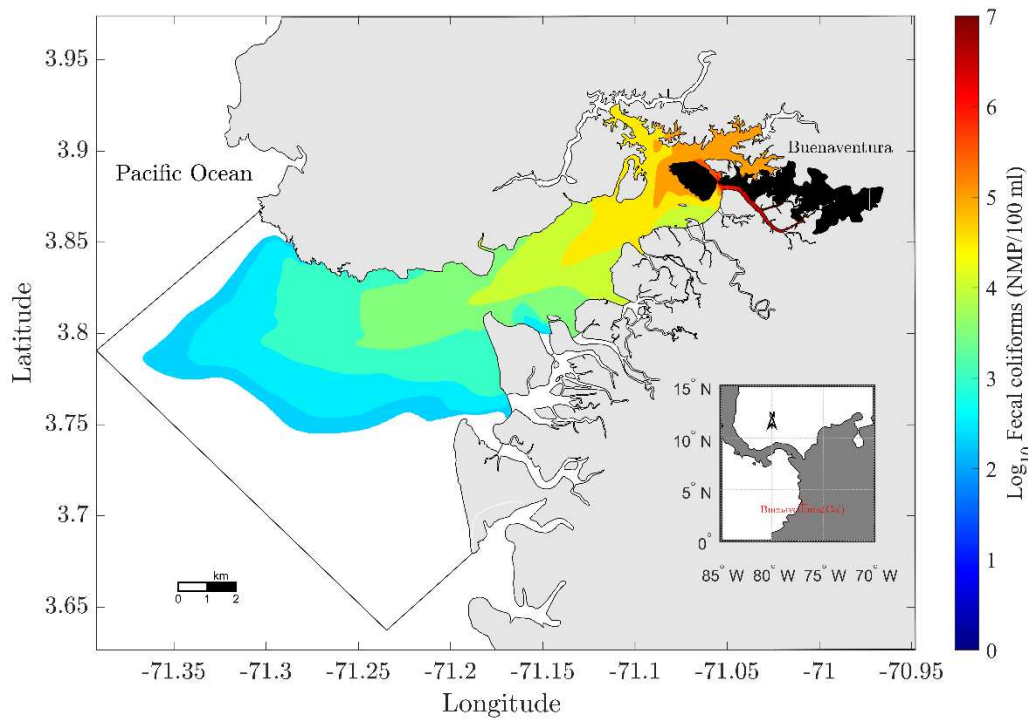 Pacific Ocean
Buenaventura
3.95
3.9
3.85
3.8
3.75
3.7
3.65
Latitude
-71.35
-71.3
-71.25
-71.2
-71.15
-71.1
-71.05
-71
-70.95
Longitude
km
0 1 2
N
15° N
10° N
5° N
0°
85° W
80° W
75° W
70° W
7
6
5
4
3
2
1
0
Log10 Fecal coliforms (NMP/100 ml)